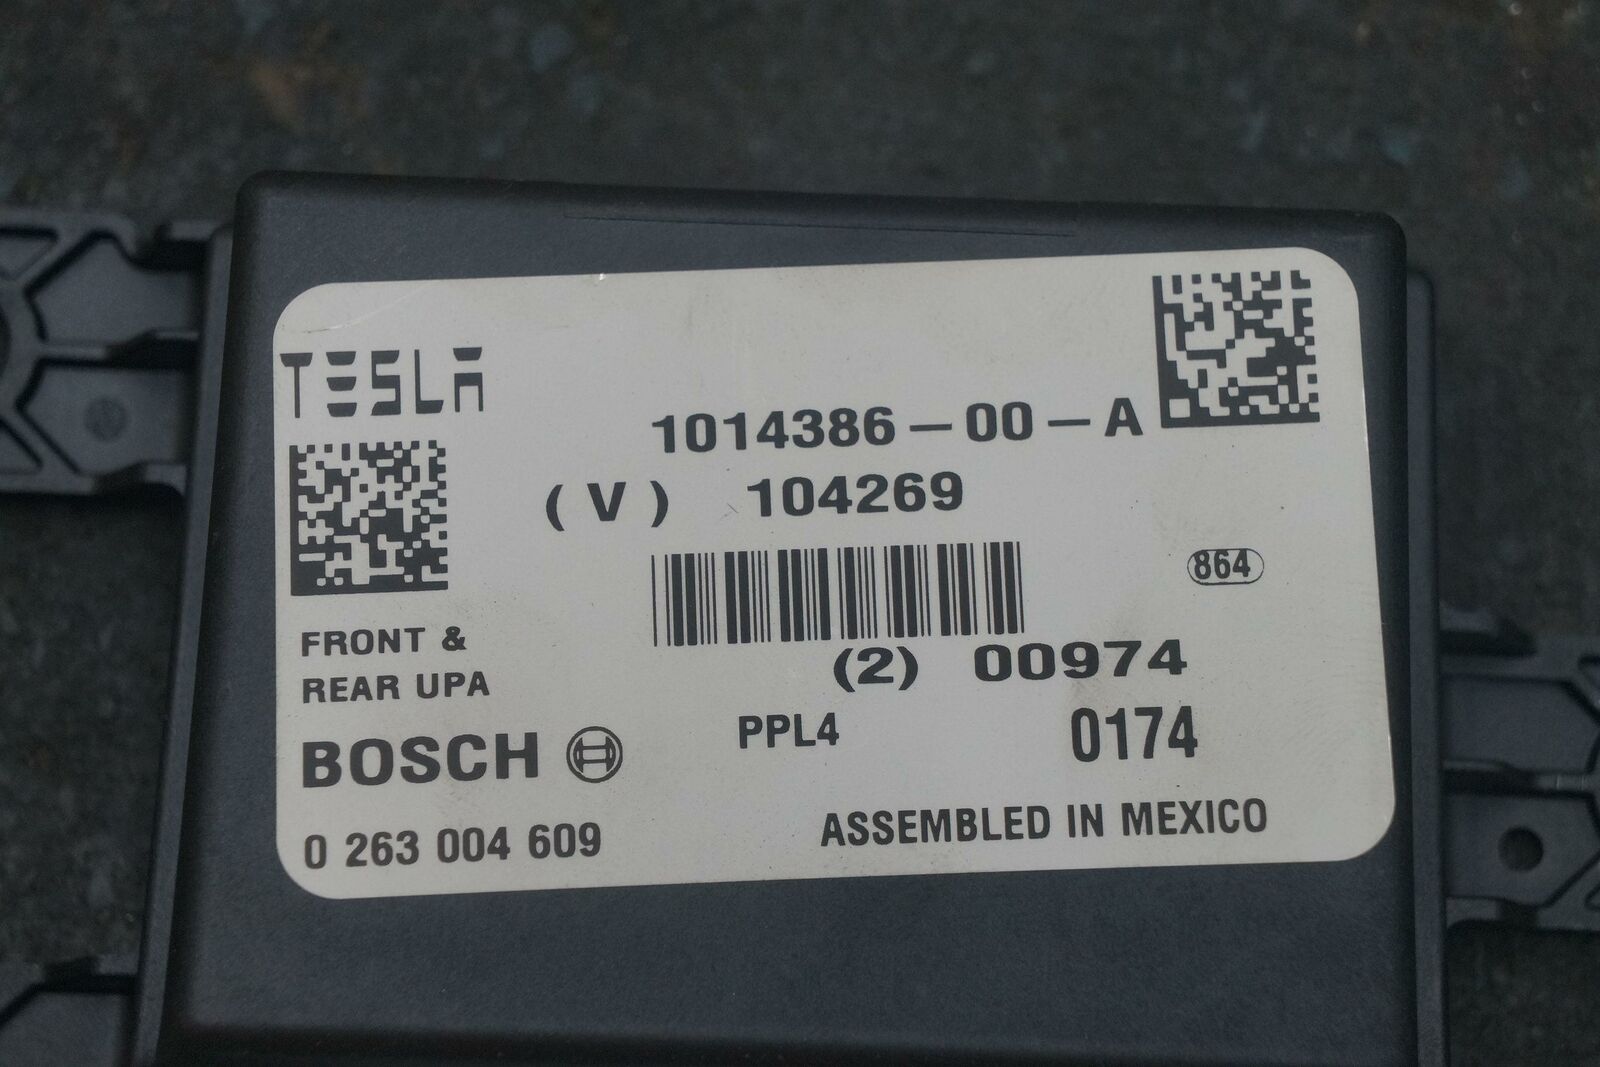 TESLA
1014386-00-A
(V) 104269
864
FRONT &
REAR UPA
(2) 00974
PPL4
0174
BOSCH
0 263 004 609
ASSEMBLED IN MEXICO